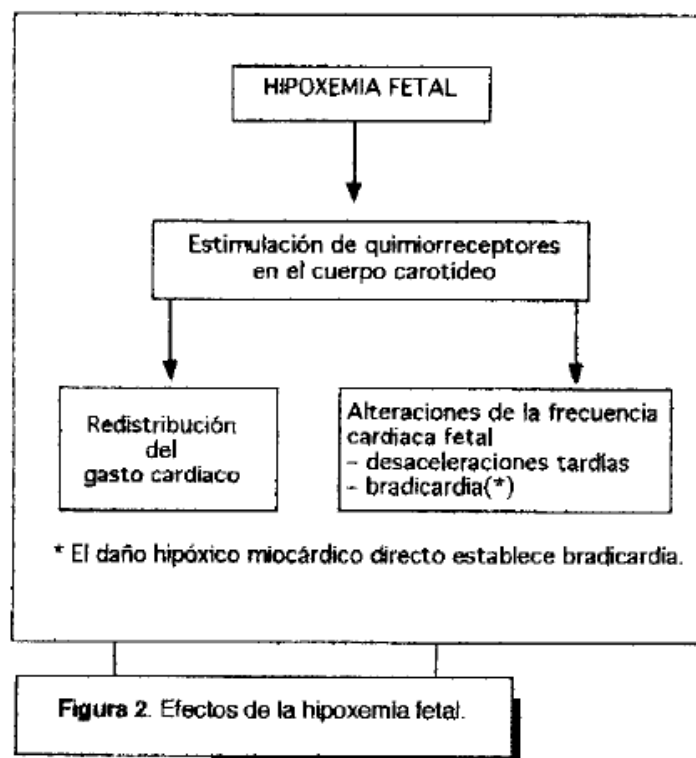 HIPOXEMIA FETAL
Estimulación de quimiorreceptores
en el cuerpo carotídeo
Redistribución
del
gasto cardiaco
Alteraciones de la frecuencia
cardiaca fetal
– desaceleraciones tardías
– bradicardia(*)
* El daño hipóxico miocárdico directo establece bradicardia.
Figura 2. Efectos de la hipoxemia fetal.